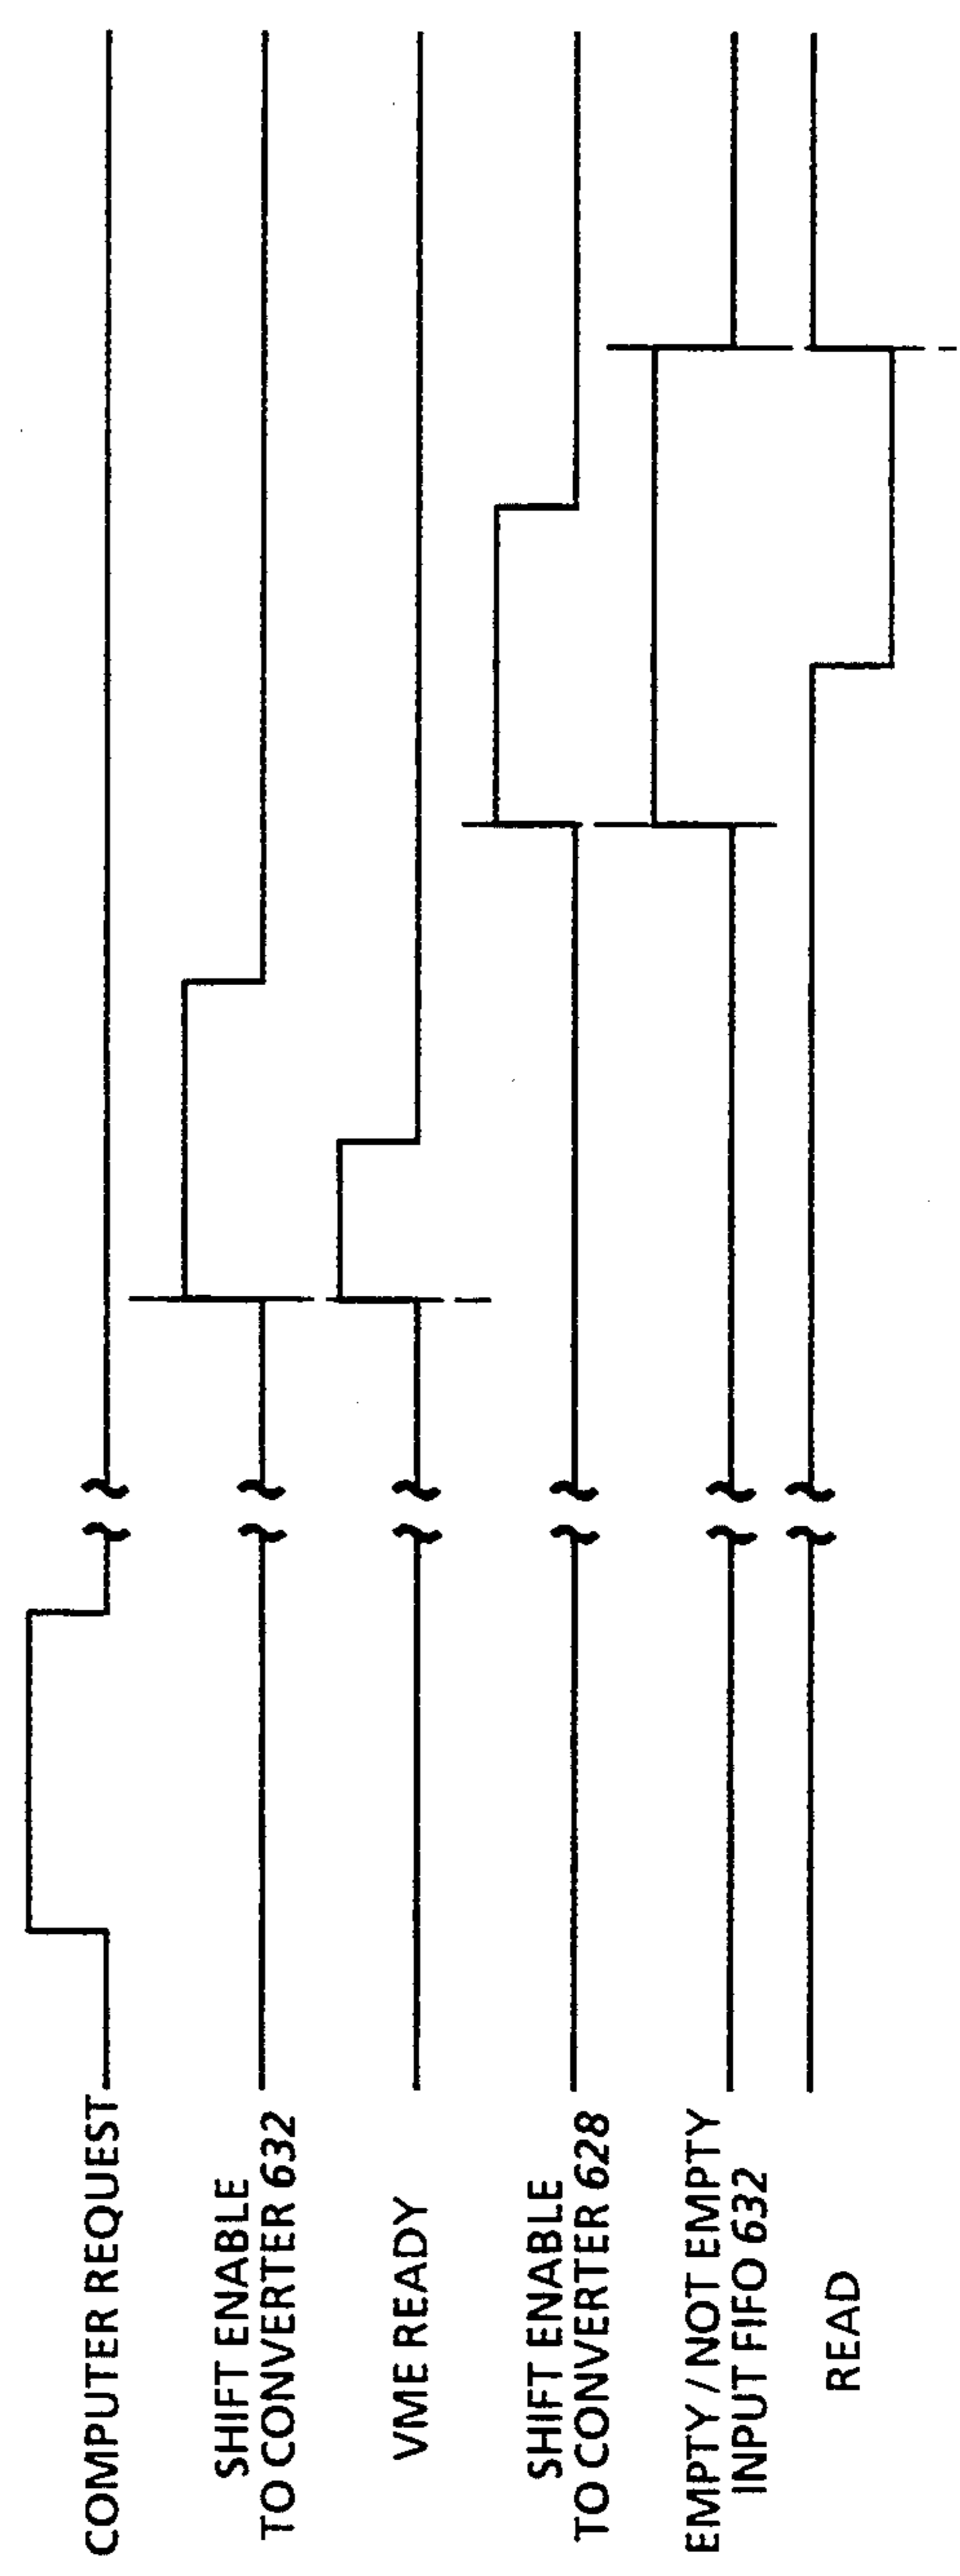 COMPUTER REQUEST
SHIFT ENABLE
TO CONVERTER 632
VME READY
SHIFT ENABLE
TO CONVERTER 628
EMPTY / NOT EMPTY
INPUT FIFO 632
READ